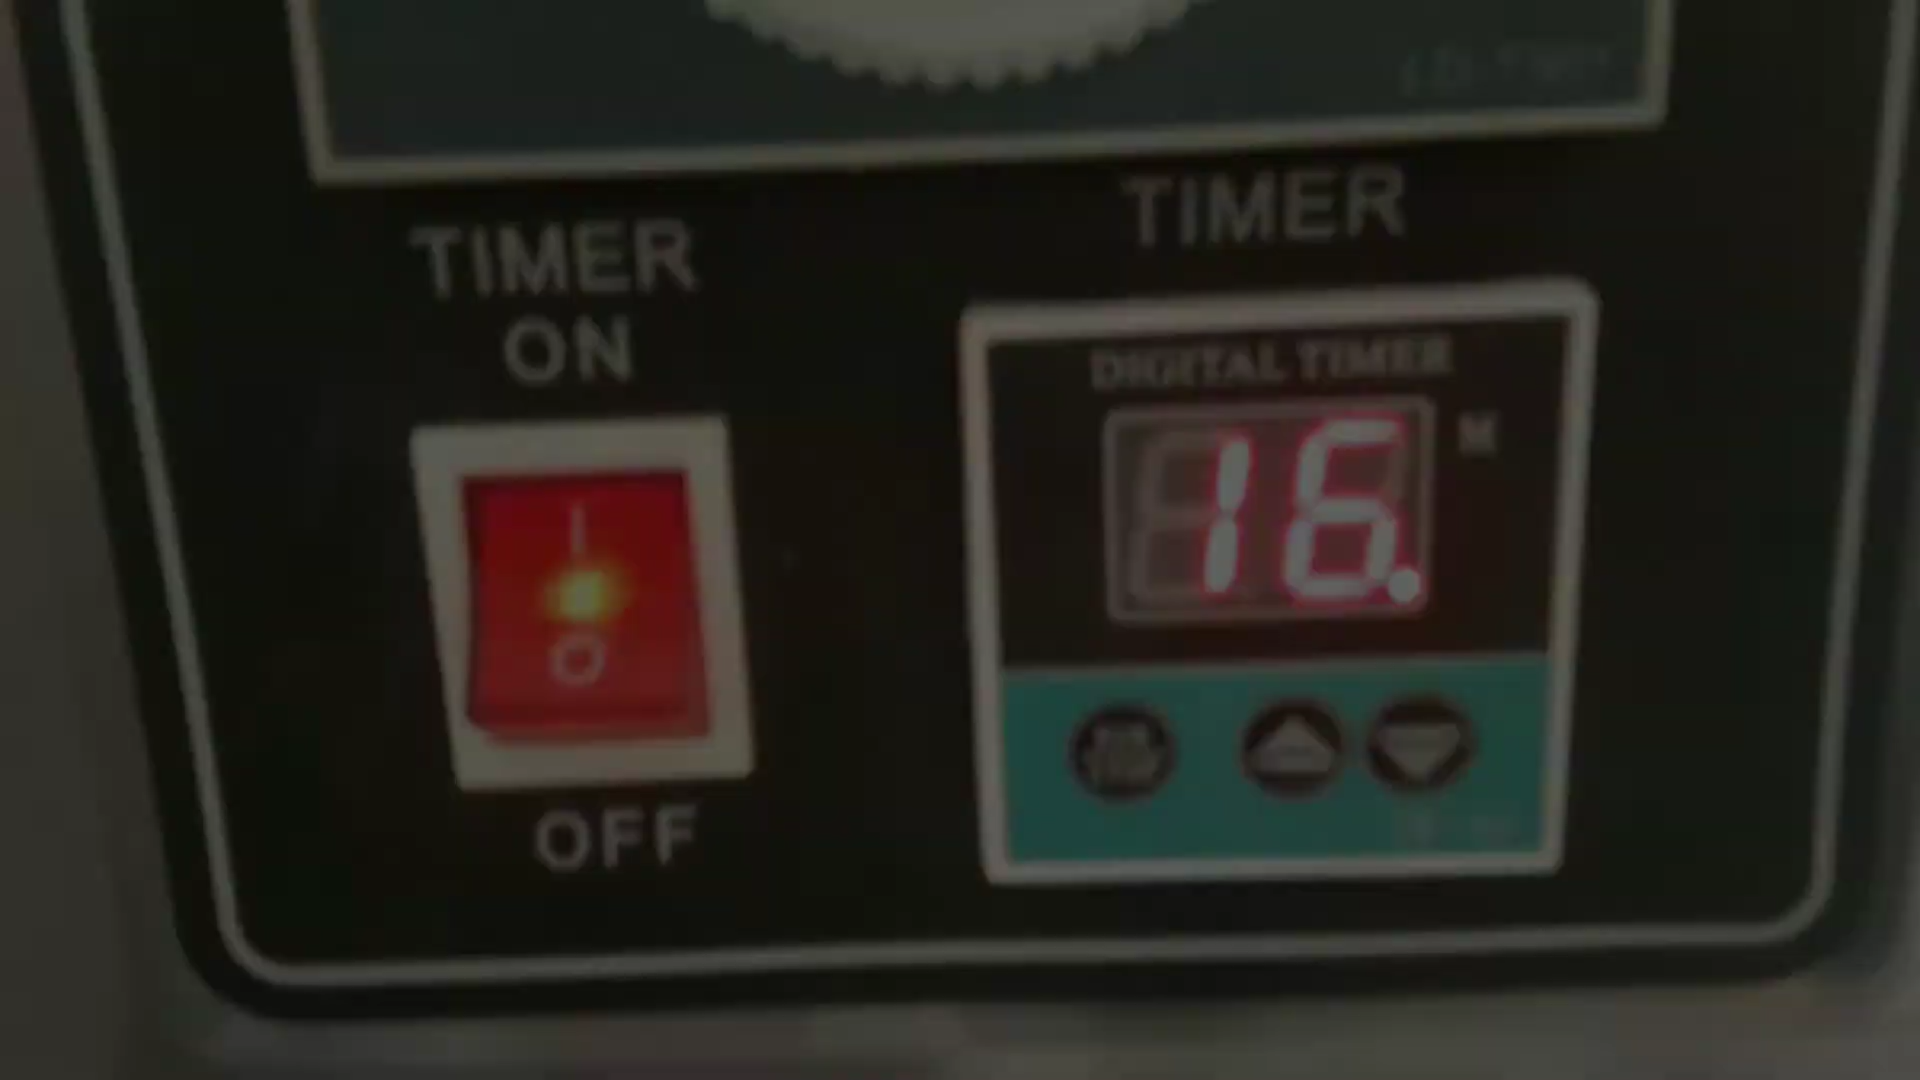 TIMER
ON
I
O
OFF
TIMER
DIGITAL TIMER
16.
M